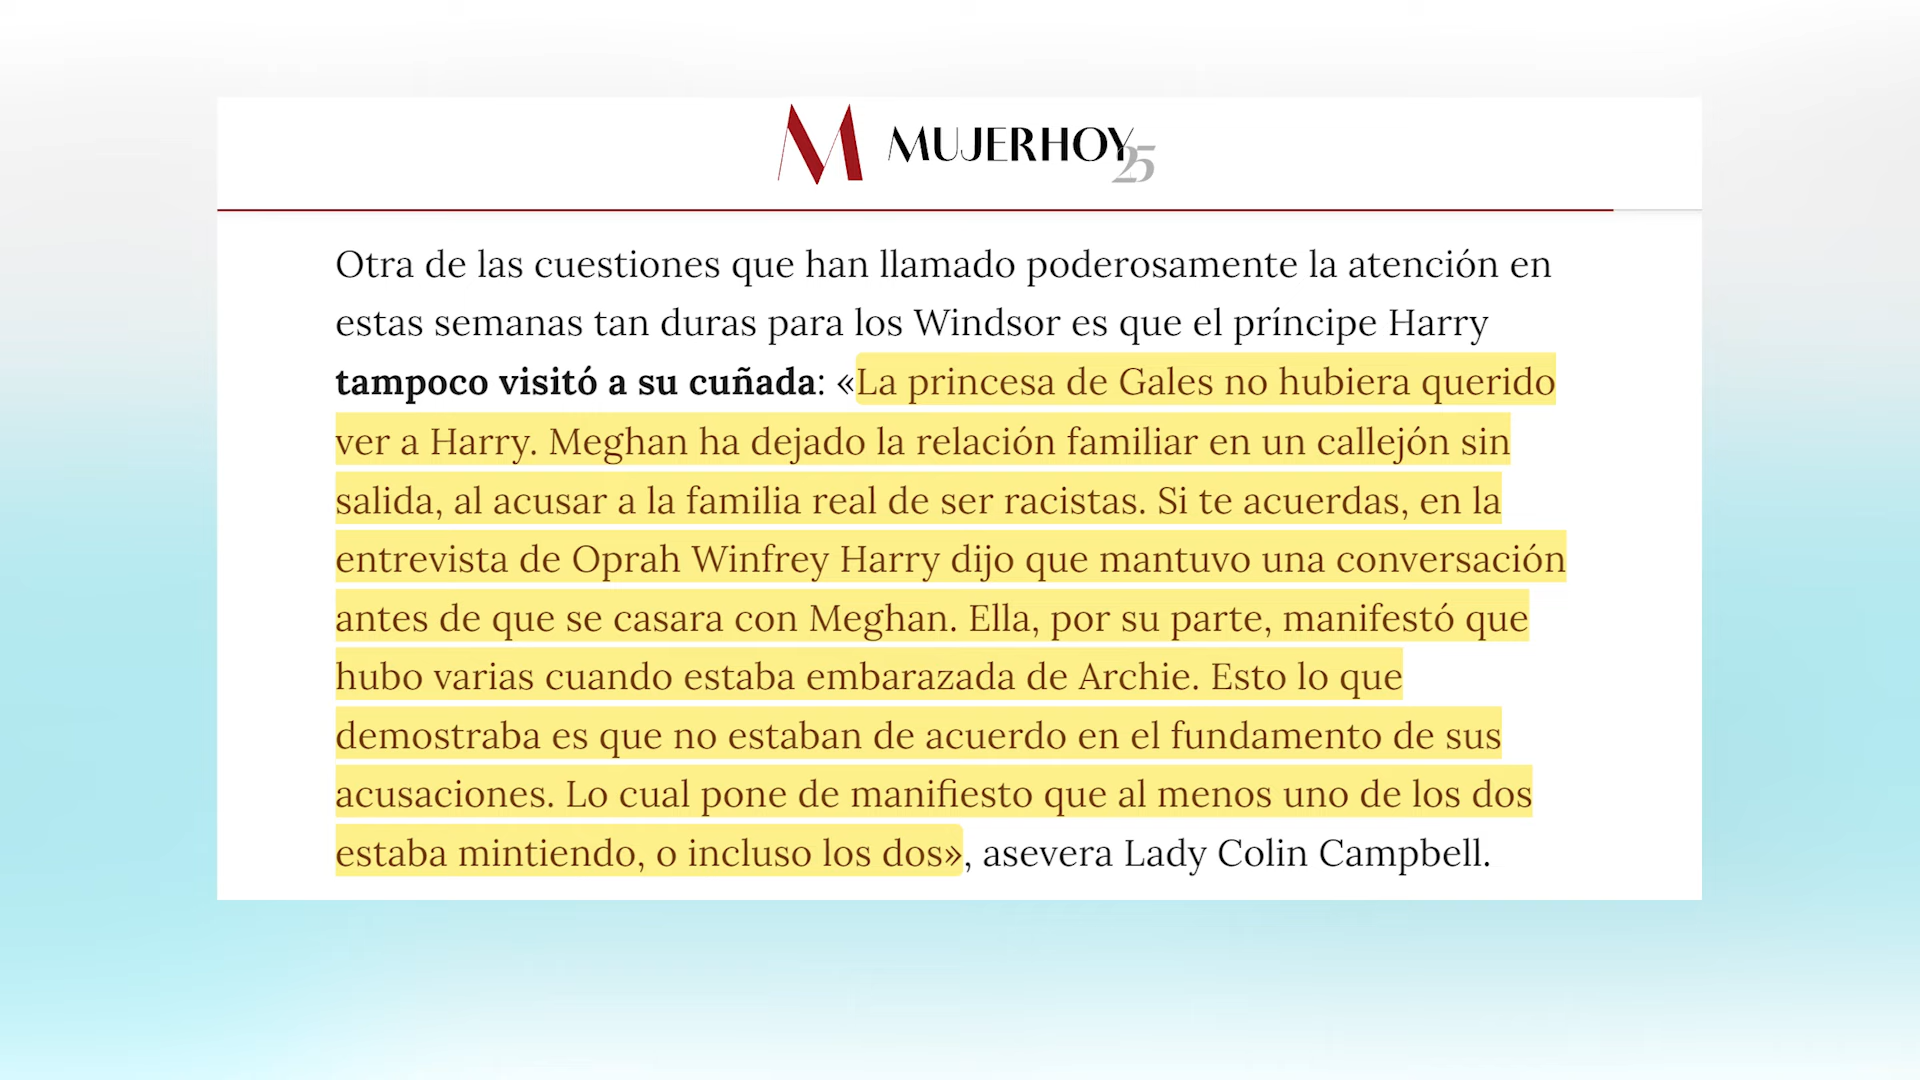 M MUJERHOY 25
Otra de las cuestiones que han llamado poderosamente la atención en
estas semanas tan duras para los Windsor es que el príncipe Harry
tampoco visitó a su cuñada: «La princesa de Gales no hubiera querido
ver a Harry. Meghan ha dejado la relación familiar en un callejón sin
salida, al acusar a la familia real de ser racistas. Si te acuerdas, en la
entrevista de Oprah Winfrey Harry dijo que mantuvo una conversación
antes de que se casara con Meghan. Ella, por su parte, manifestó que
hubo varias cuando estaba embarazada de Archie. Esto lo que
demostraba es que no estaban de acuerdo en el fundamento de sus
acusaciones. Lo cual pone de manifiesto que al menos uno de los dos
estaba mintiendo, o incluso los dos», asevera Lady Colin Campbell.